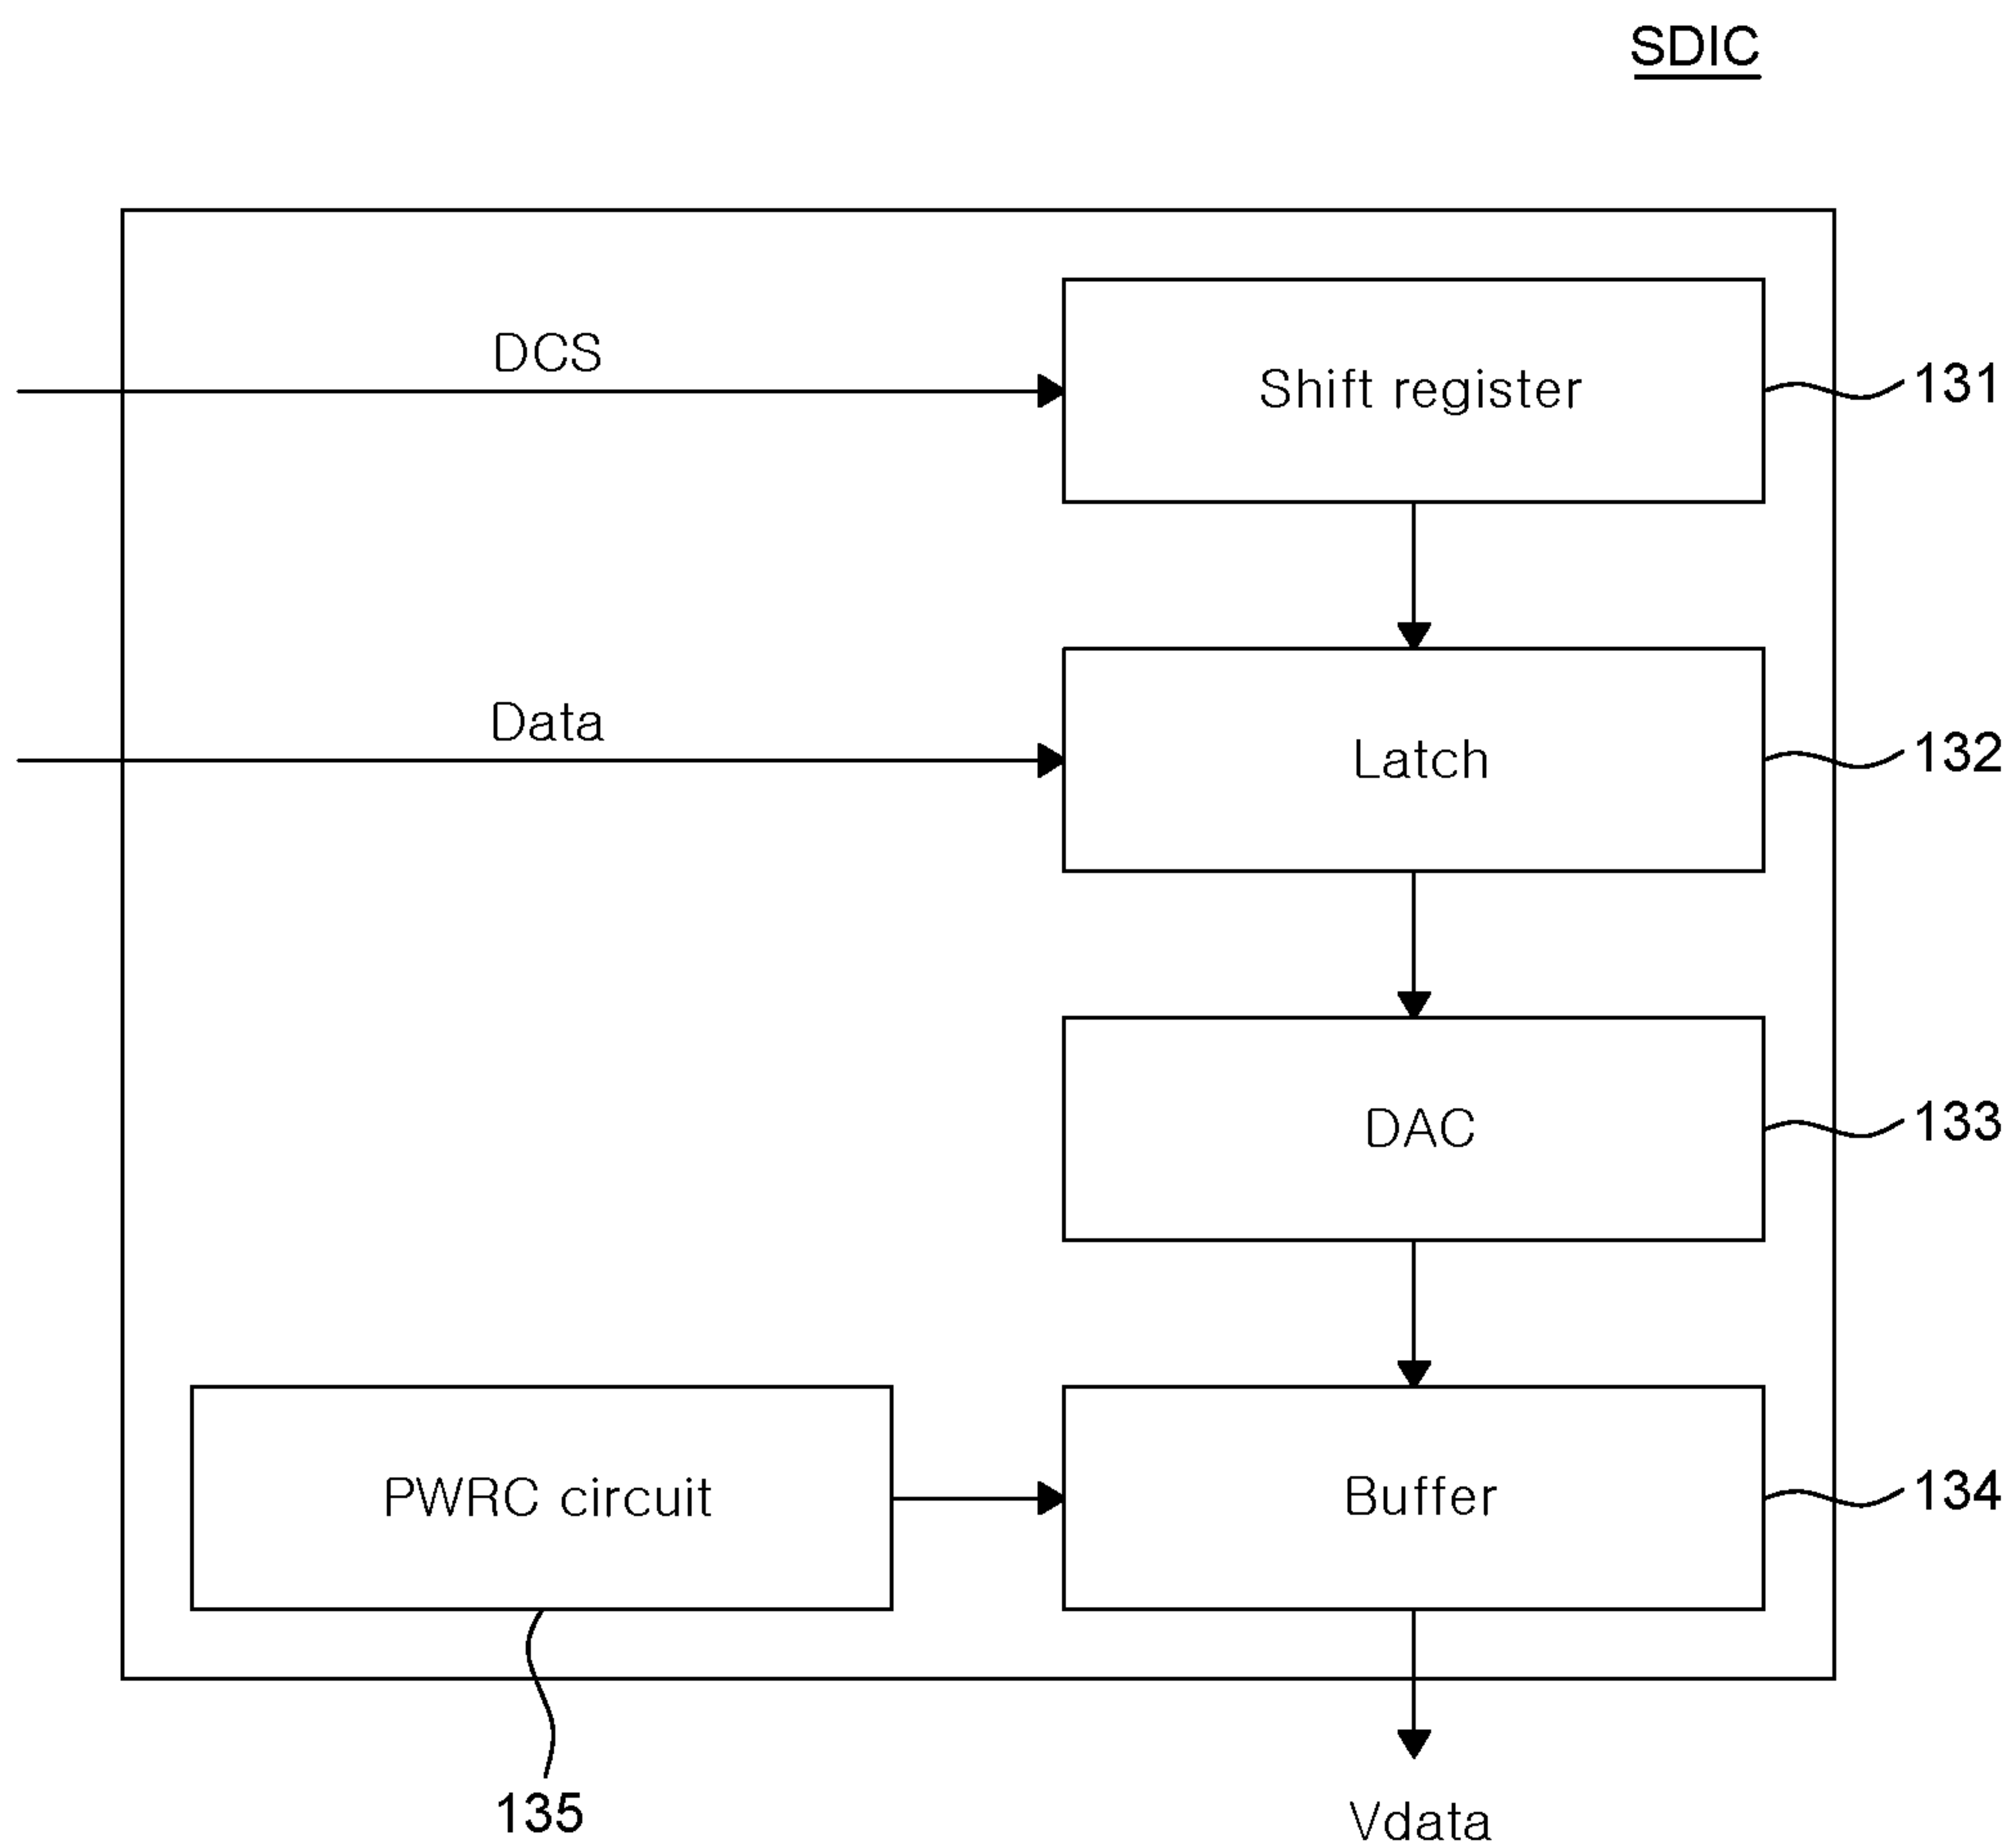 SDIC
DCS
Shift register
131
Data
Latch
132
DAC
133
PWRC circuit
Buffer
134
135
Vdata